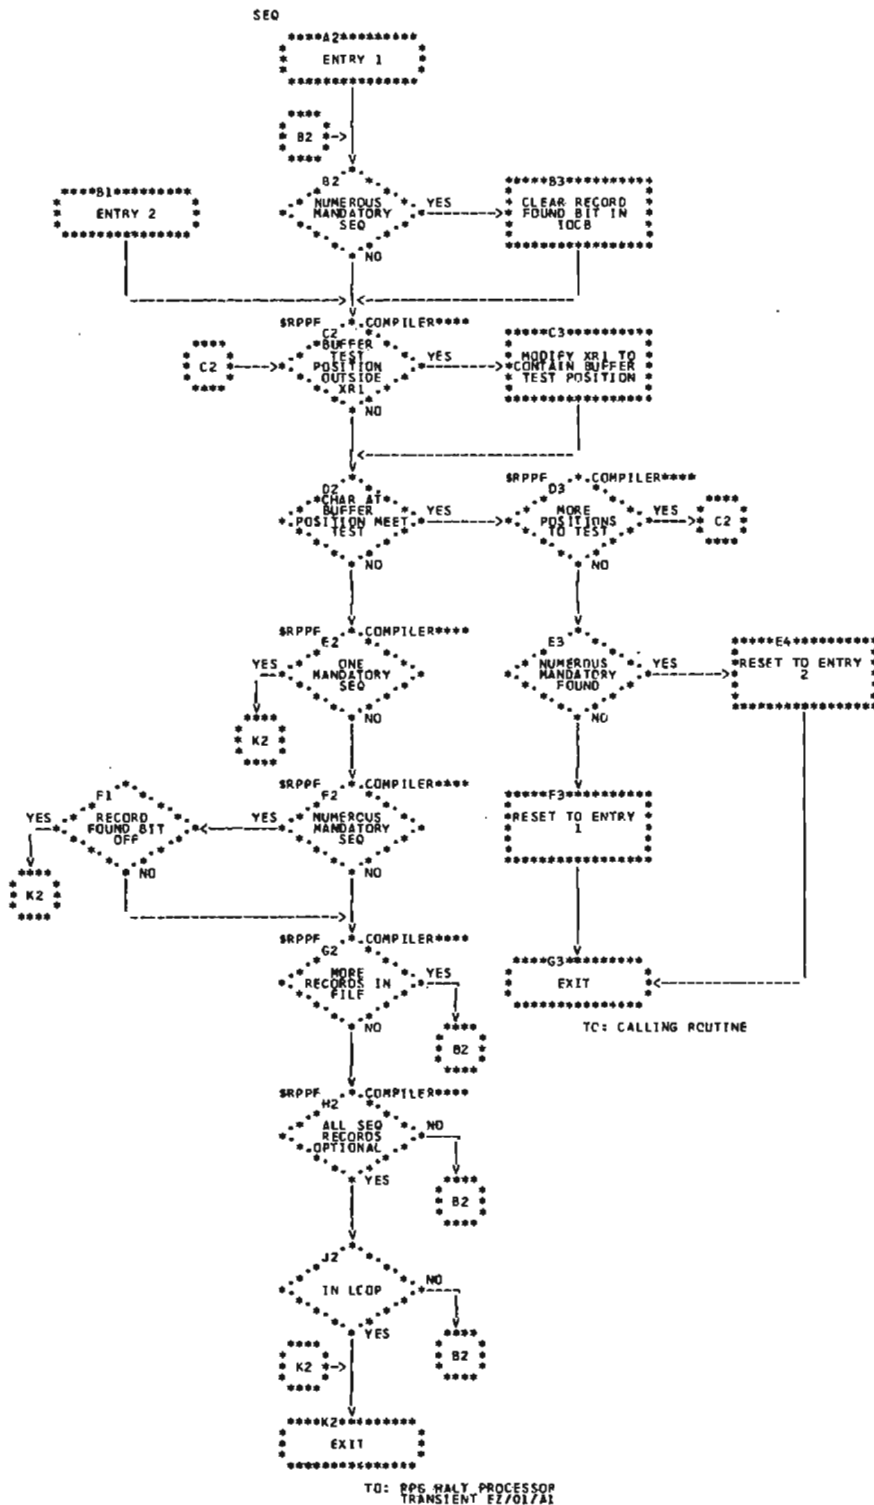 SEQ
****A2*********
ENTRY 1
B2
B2
NUMEROUS
MANDATORY
SEQ
YES
NO
****B1*********
ENTRY 2
*****B3**********
CLEAR RECORD
FOUND BIT IN
IOCB
$RPPF .*. COMPILER****
C2
BUFFER
TEST
POSITION
OUTSIDE
XR1
YES
NO
C2
*****C3**********
MODIFY XR1 TO
CONTAIN BUFFER
TEST POSITION
D2
CHAR AT
BUFFER
POSITION MEET
TEST
YES
NO
$RPPF .*. COMPILER****
D3
MORE
POSITIONS
TO TEST
YES
NO
C2
$RPPF .*. COMPILER****
E2
ONE
MANDATORY
SEQ
YES
NO
K2
E3
NUMEROUS
MANDATORY
FOUND
YES
NO
*****E4**********
RESET TO ENTRY
2
$RPPF .*. COMPILER****
F2
NUMEROUS
MANDATORY
SEQ
YES
NO
F1
RECORD
FOUND BIT
OFF
YES
NO
K2
*****F3**********
RESET TO ENTRY
1
$RPPF .*. COMPILER****
G2
MORE
RECORDS IN
FILE
YES
NO
B2
****G3*********
EXIT
TO: CALLING ROUTINE
$RPPF .*. COMPILER****
H2
ALL SEQ
RECORDS
OPTIONAL
NO
YES
B2
J2
IN LOOP
NO
YES
B2
K2
****K2*********
EXIT
TO: RPG HALT PROCESSOR
TRANSIENT EZ/01/A1